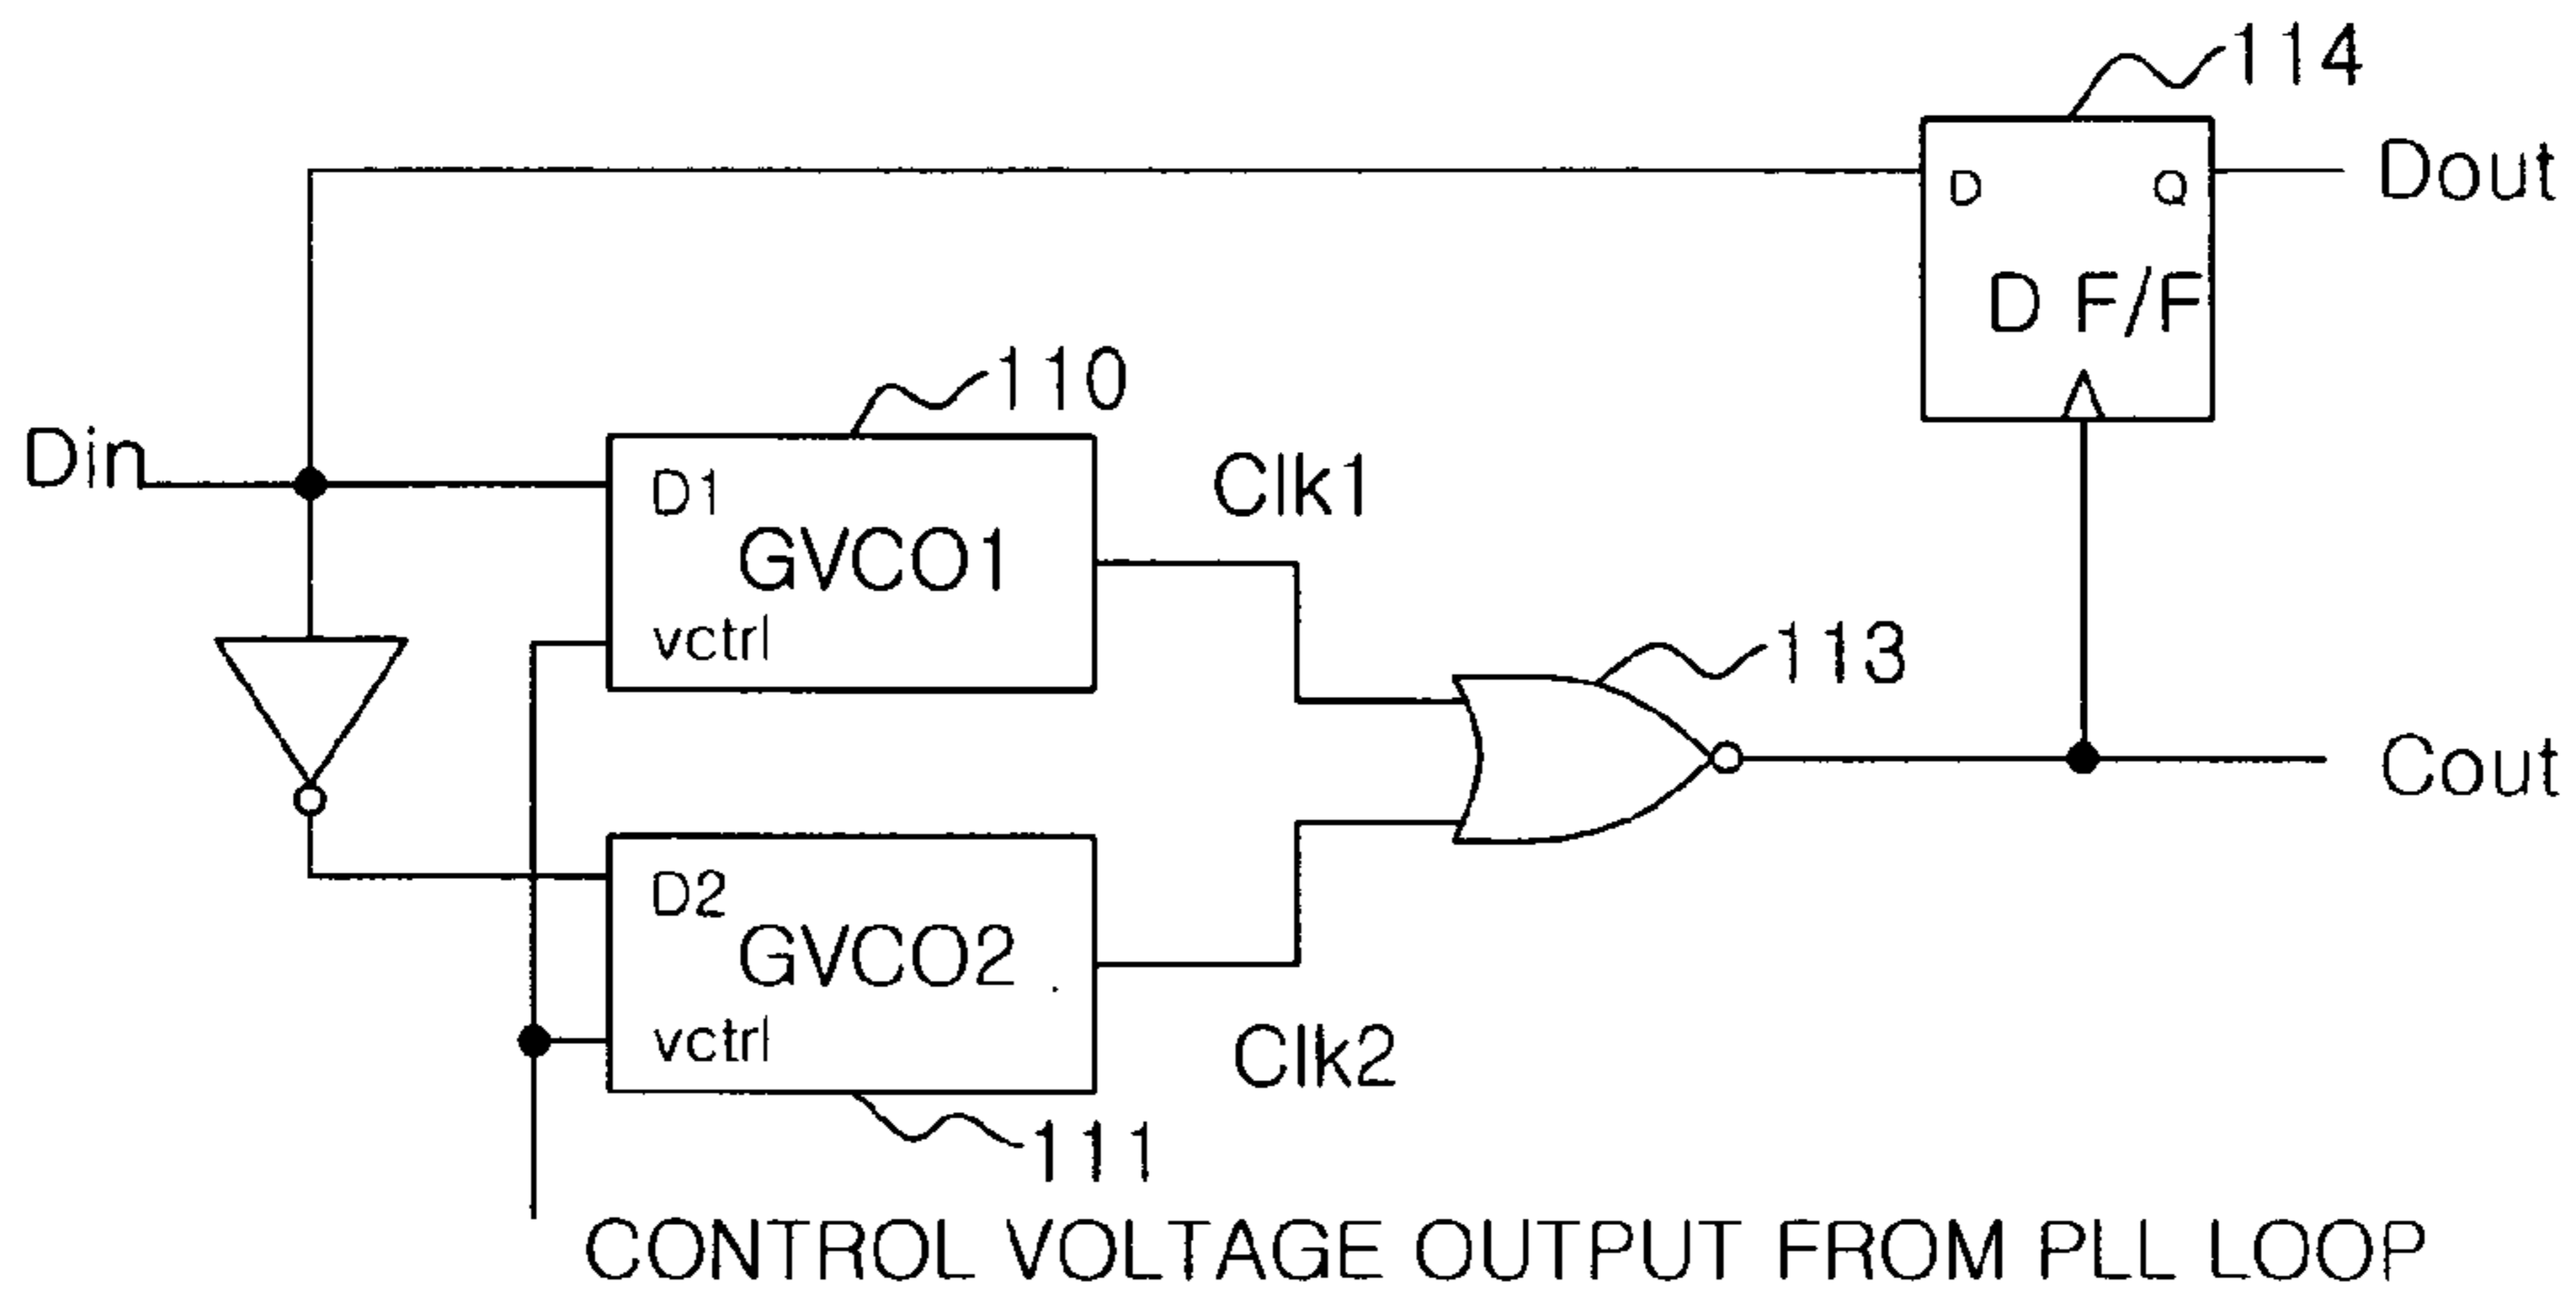 114
Dout
D
Q
D F/F
110
Din
D1
Clk1
GVCO1
vctrl
113
Cout
D2
GVCO2
vctrl
Clk2
111
CONTROL VOLTAGE OUTPUT FROM PLL LOOP